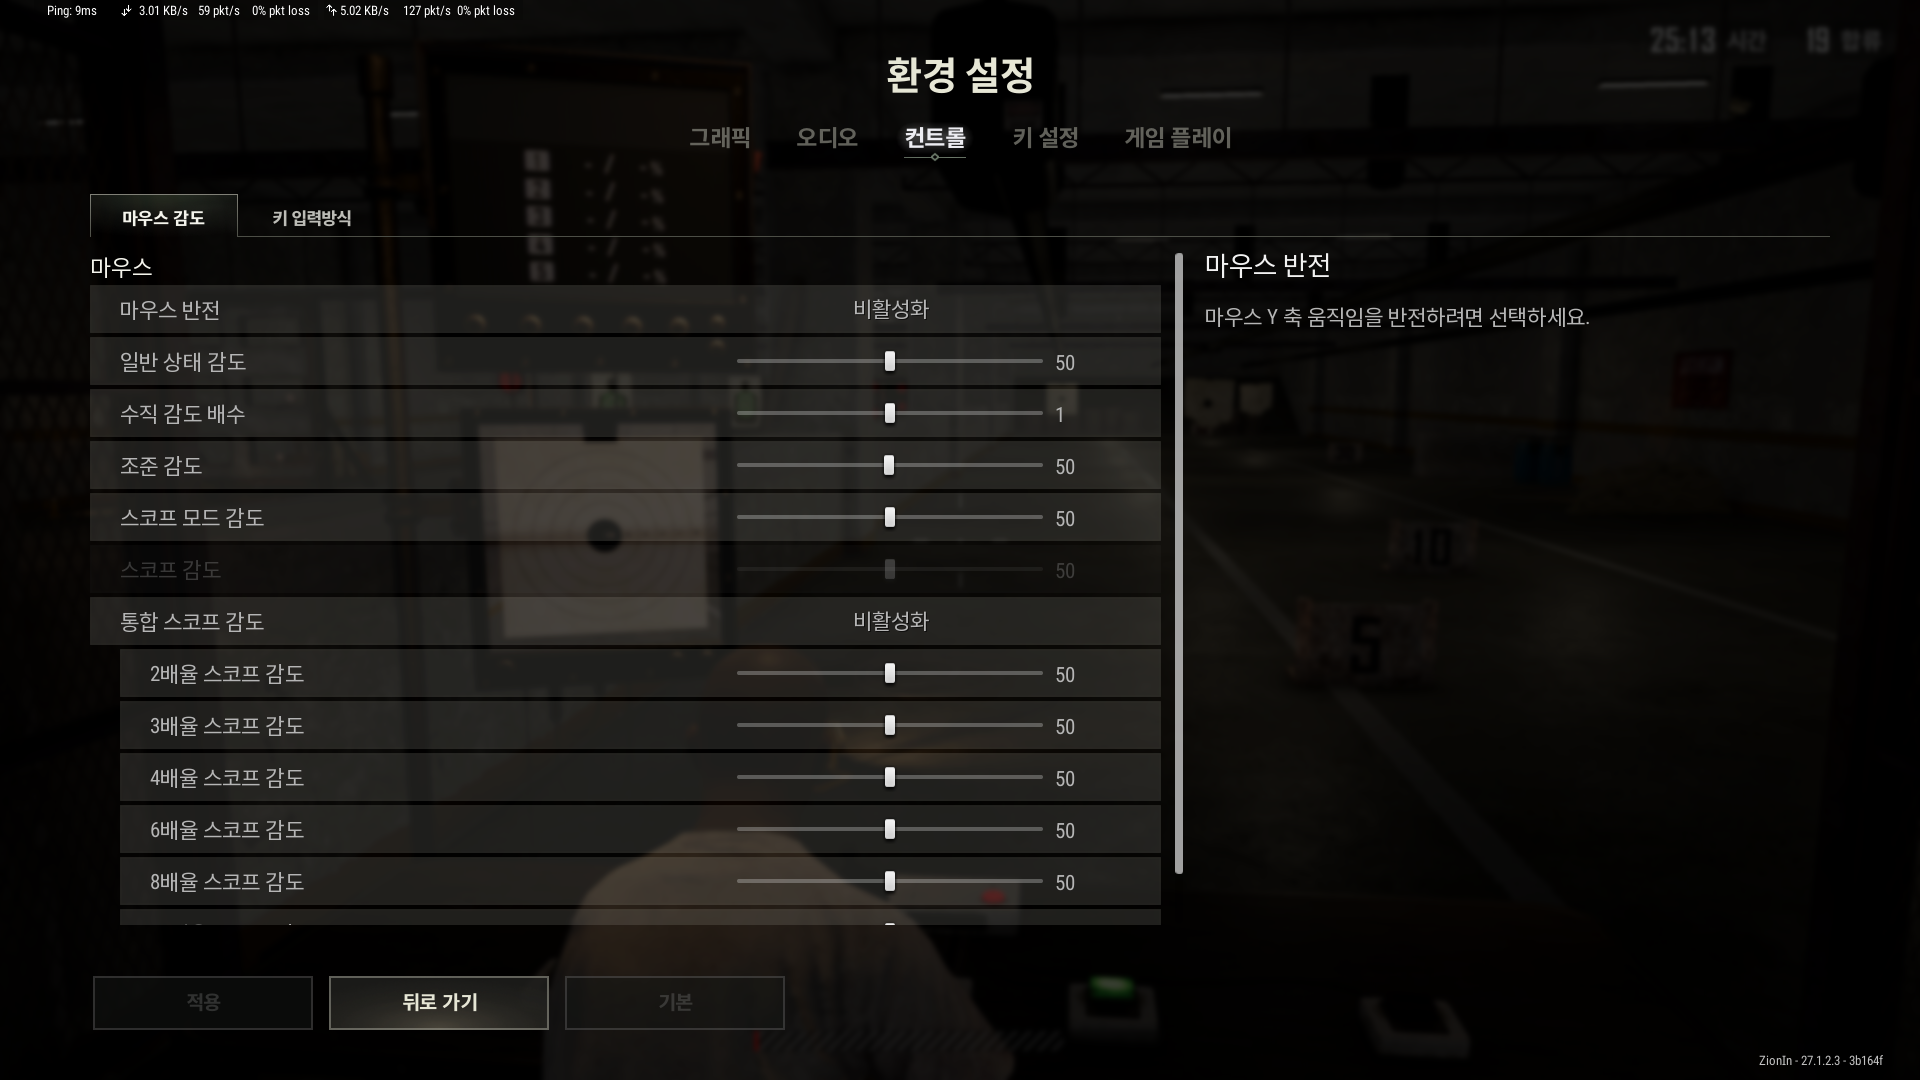 Ping: 9ms 3.01 KB/s 59 pkt/s 0% pkt loss 5.02 KB/s 127 pkt/s 0% pkt loss
25:13 시간 19 합류
환경 설정
그래픽 오디오 컨트롤 키 설정 게임 플레이
마우스 감도 키 입력방식
마우스
마우스 반전 비활성화
일반 상태 감도 50
수직 감도 배수 1
조준 감도 50
스코프 모드 감도 50
스코프 감도 50
통합 스코프 감도 비활성화
2배율 스코프 감도 50
3배율 스코프 감도 50
4배율 스코프 감도 50
6배율 스코프 감도 50
8배율 스코프 감도 50
마우스 반전
마우스 Y 축 움직임을 반전하려면 선택하세요.
10
5
적용 뒤로 가기 기본
ZionIn - 27.1.2.3 - 3b164f